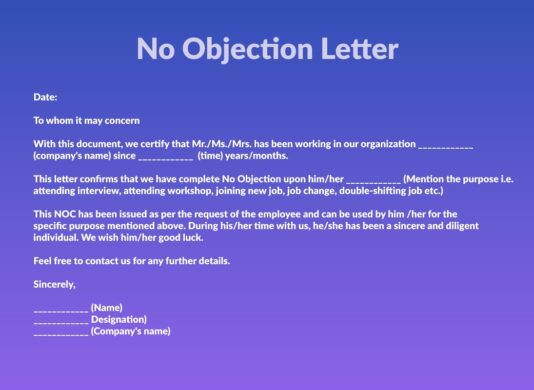 No Objection Letter
Date:
To whom it may concern
With this document, we certify that Mr./Ms./Mrs. has been working in our organization ____________
(company's name) since ____________ (time) years/months.
This letter confirms that we have complete No Objection upon him/her ____________ (Mention the purpose i.e.
attending interview, attending workshop, joining new job, job change, double-shifting job etc.)
This NOC has been issued as per the request of the employee and can be used by him /her for the
specific purpose mentioned above. During his/her time with us, he/she has been a sincere and diligent
individual. We wish him/her good luck.
Feel free to contact us for any further details.
Sincerely,
____________ (Name)
____________ Designation)
____________ (Company's name)